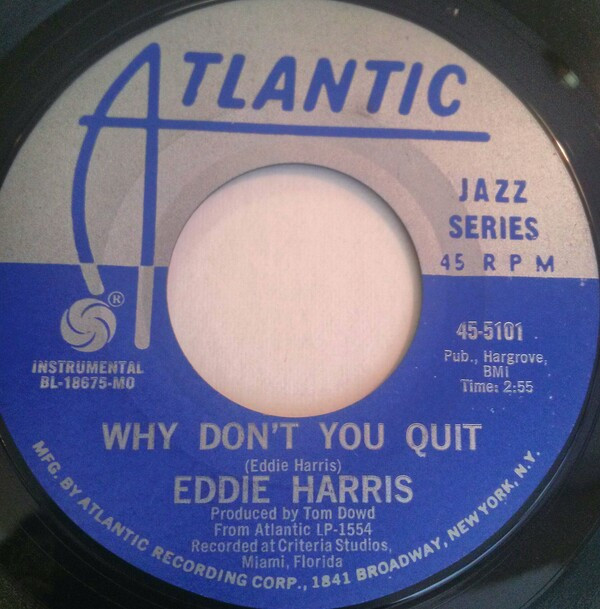 ATLANTIC
JAZZ
SERIES
45 RPM
®
INSTRUMENTAL
BL-18675-MO
45-5101
Pub., Hargrove,
BMI
Time: 2:55
WHY DON'T YOU QUIT
(Eddie Harris)
EDDIE HARRIS
Produced by Tom Dowd
From Atlantic LP-1554
Recorded at Criteria Studios,
Miami, Florida
MFG. BY ATLANTIC RECORDING CORP., 1841 BROADWAY, NEW YORK, N.Y.